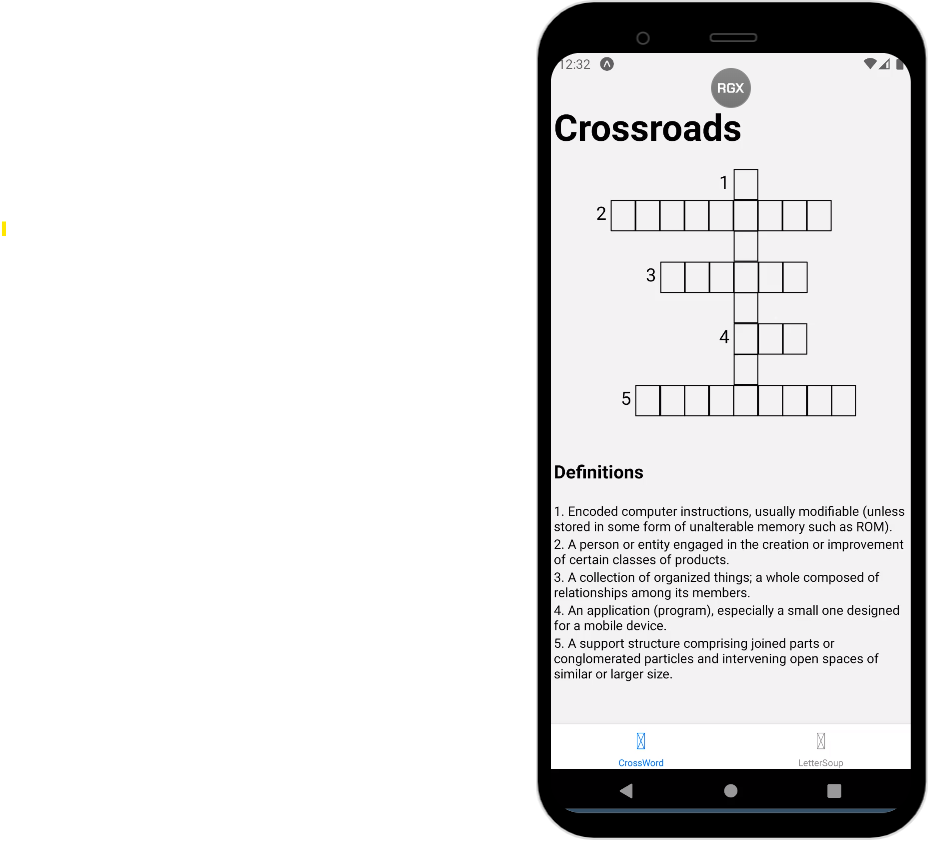 12:32
RGX
Crossroads
1
2
3
4
5
Definitions
1. Encoded computer instructions, usually modifiable (unless
stored in some form of unalterable memory such as ROM).
2. A person or entity engaged in the creation or improvement
of certain classes of products.
3. A collection of organized things; a whole composed of
relationships among its members.
4. An application (program), especially a small one designed
for a mobile device.
5. A support structure comprising joined parts or
conglomerated particles and intervening open spaces of
similar or larger size.
CrossWord
LetterSoup